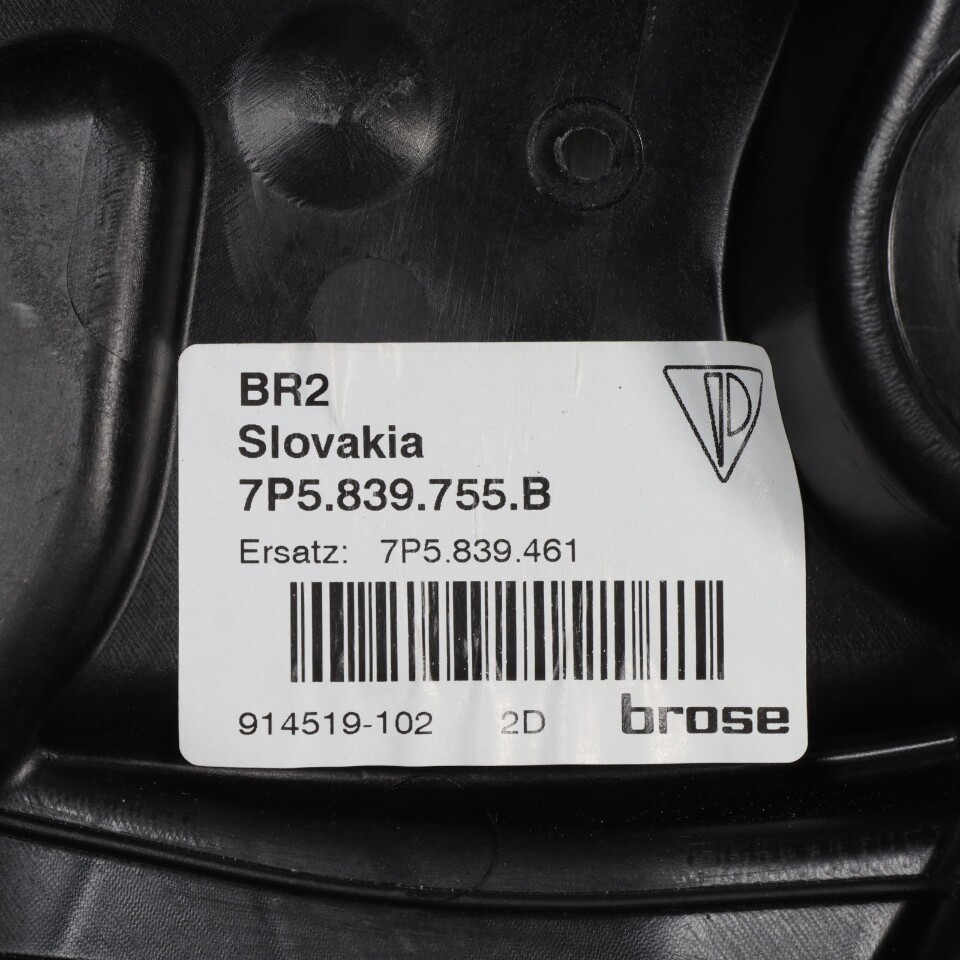 BR2
Slovakia
7P5.839.755.B
Ersatz: 7P5.839.461
914519-102 2D brose